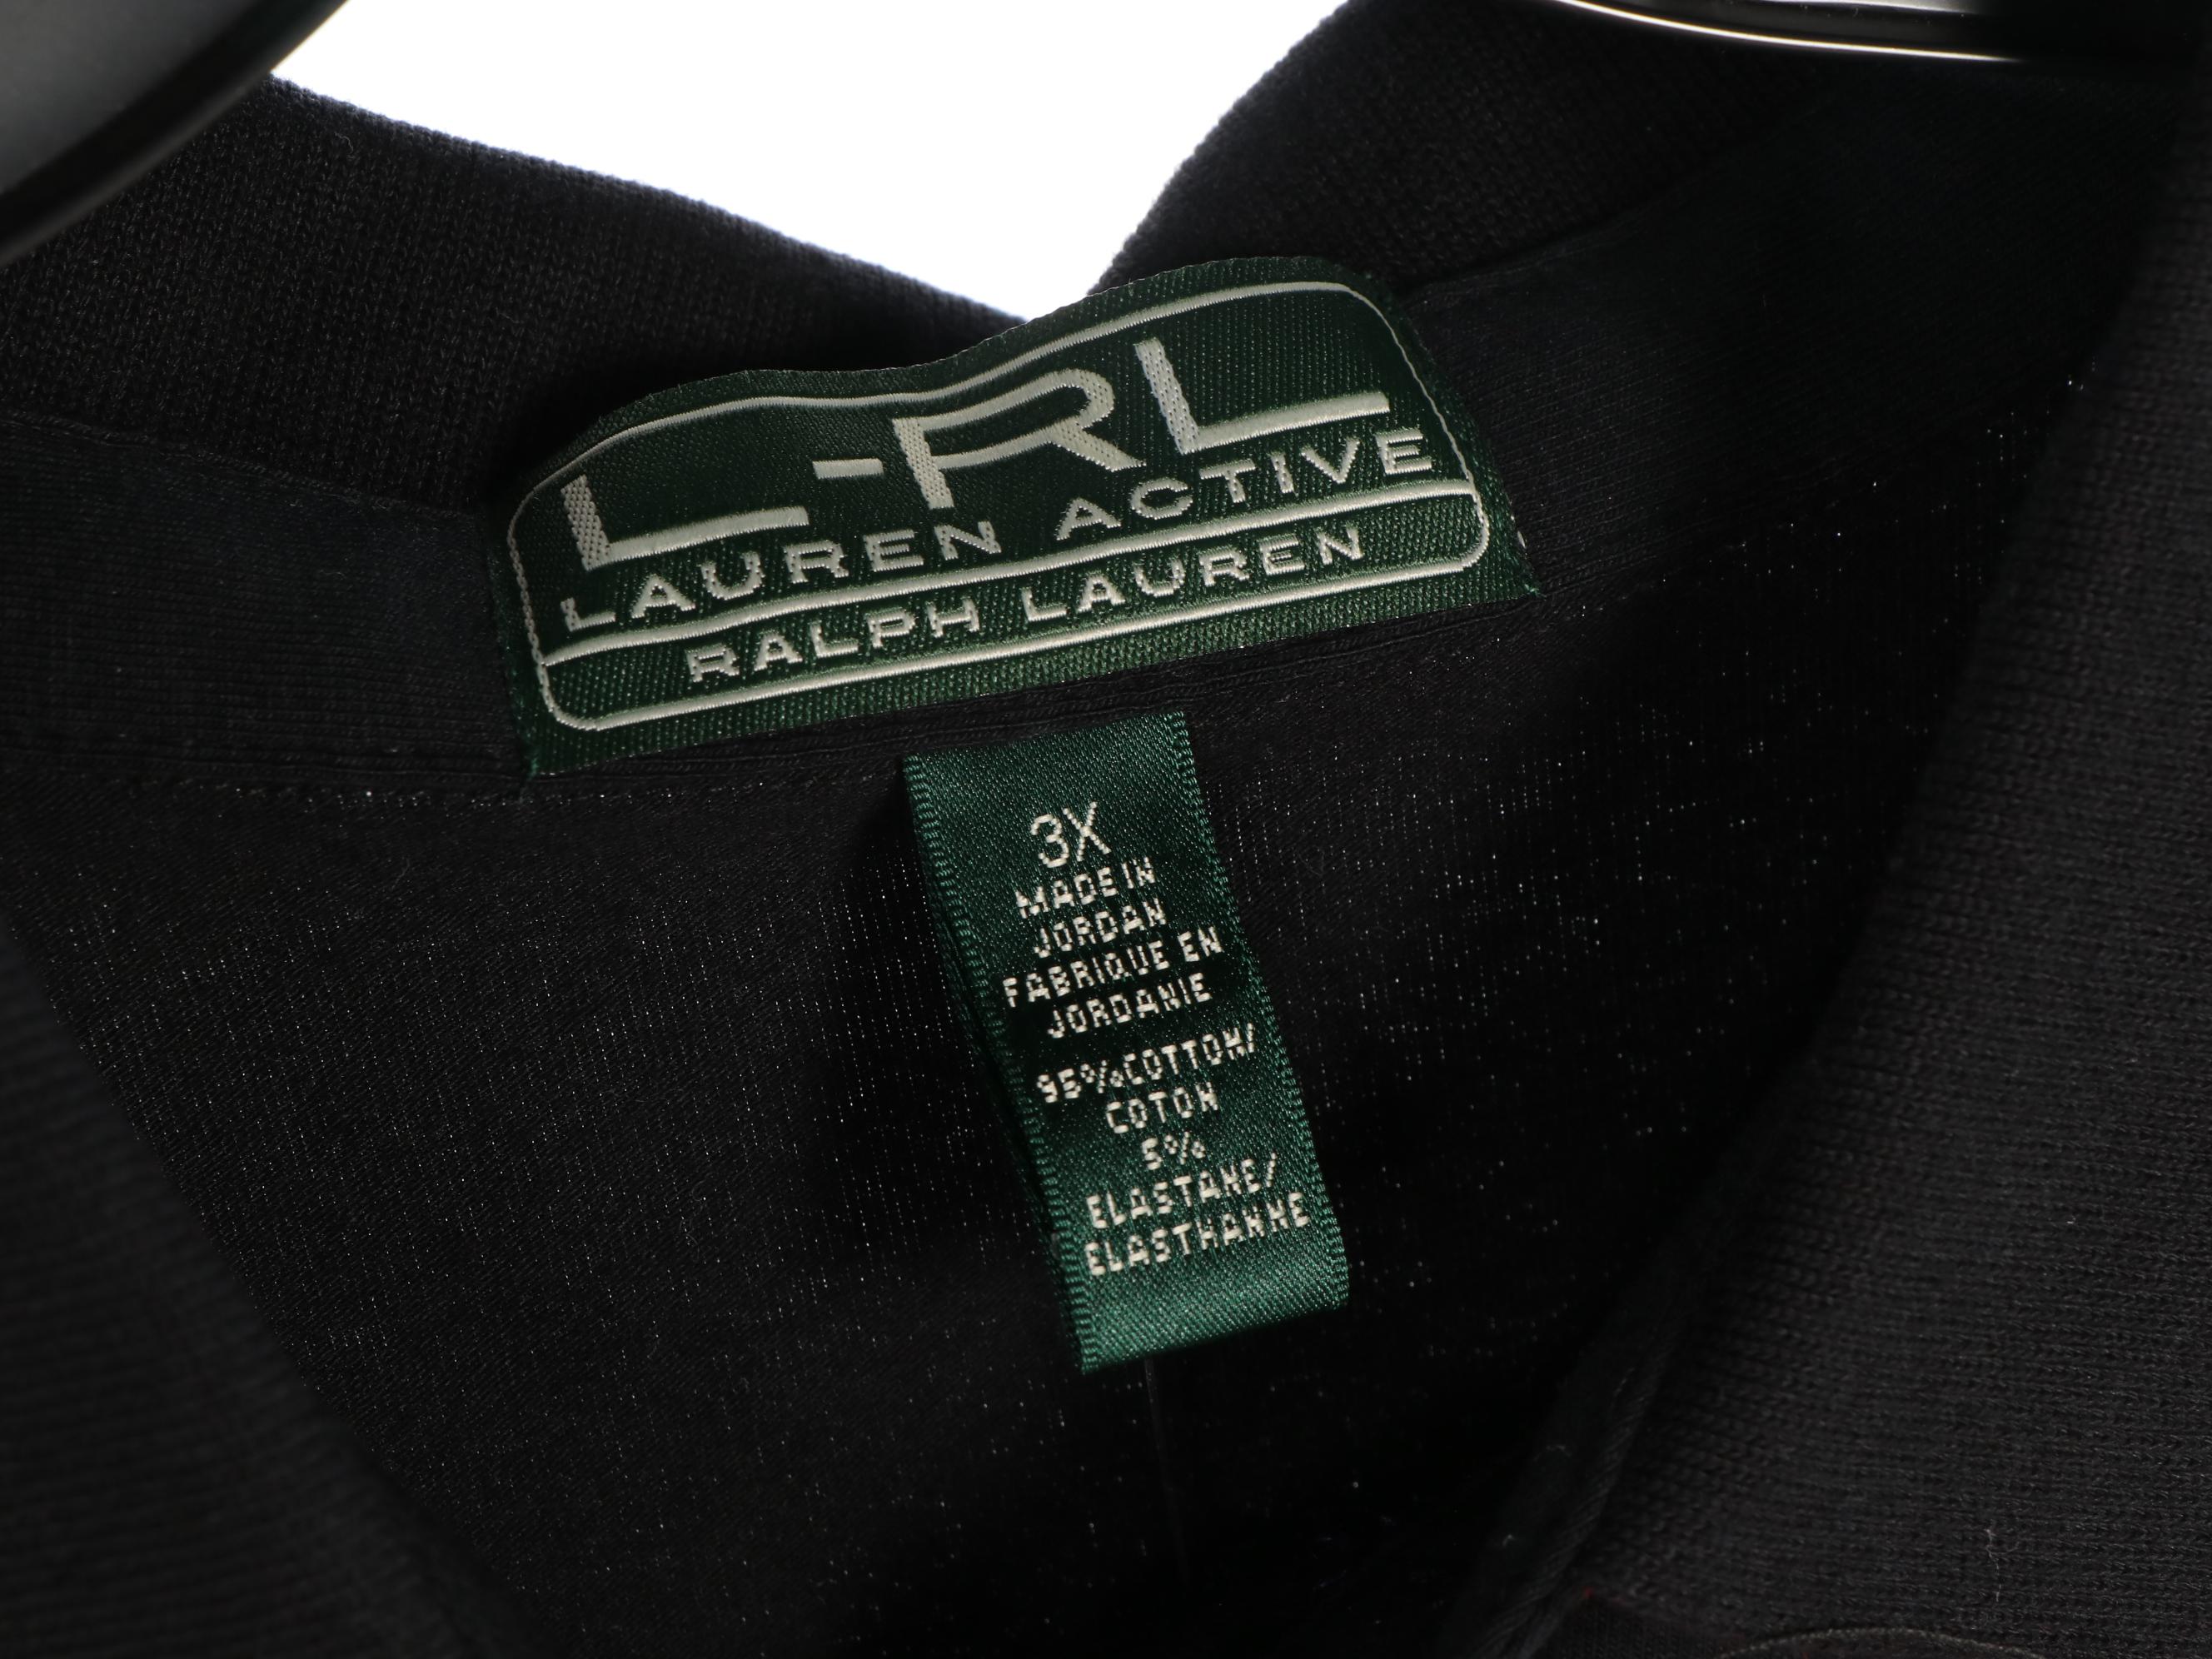 L-RL
LAUREN ACTIVE
RALPH LAUREN
3X
MADE IN
JORDAN
FABRIQUE EN
JORDANIE
95% COTTON/
COTON
5%
ELASTANE/
ELASTHANNE